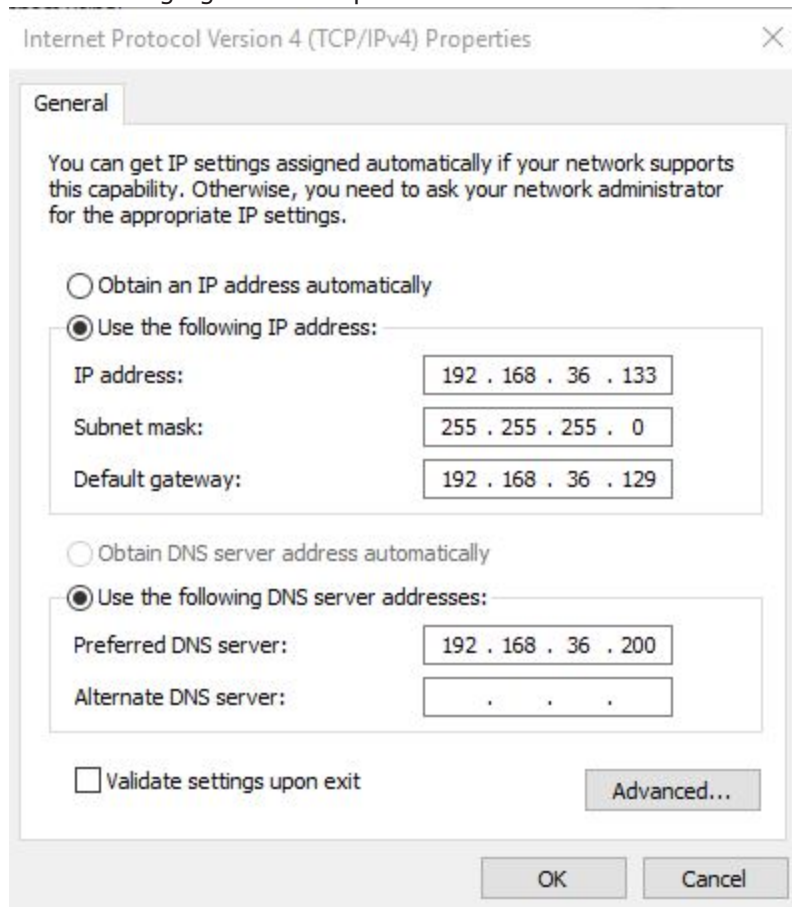 Internet Protocol Version 4 (TCP/IPv4) Properties
General
You can get IP settings assigned automatically if your network supports
this capability. Otherwise, you need to ask your network administrator
for the appropriate IP settings.
Obtain an IP address automatically
Use the following IP address:
IP address: 192 . 168 . 36 . 133
Subnet mask: 255 . 255 . 255 . 0
Default gateway: 192 . 168 . 36 . 129
Obtain DNS server address automatically
Use the following DNS server addresses:
Preferred DNS server: 192 . 168 . 36 . 200
Alternate DNS server: . . .
Validate settings upon exit
Advanced...
OK Cancel